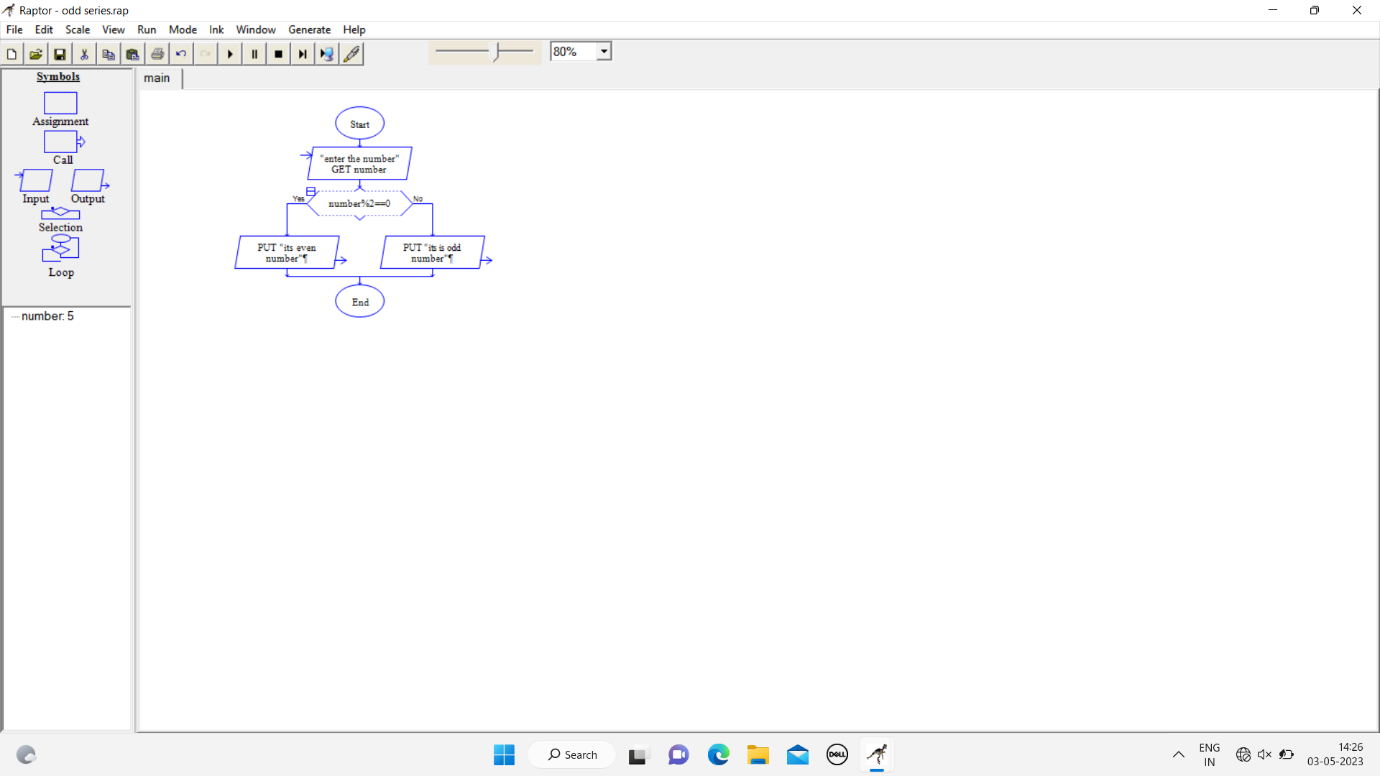 Raptor - odd series.rap
File Edit Scale View Run Mode Ink Window Generate Help
80%
Symbols
Assignment
Call
Input Output
Selection
Loop
number: 5
main
Start
"enter the number"
GET number
Yes
number%2==0
No
PUT "its even
number"¶
PUT "its is odd
number"¶
End
Search
DELL
ENG
IN
14:26
03-05-2023